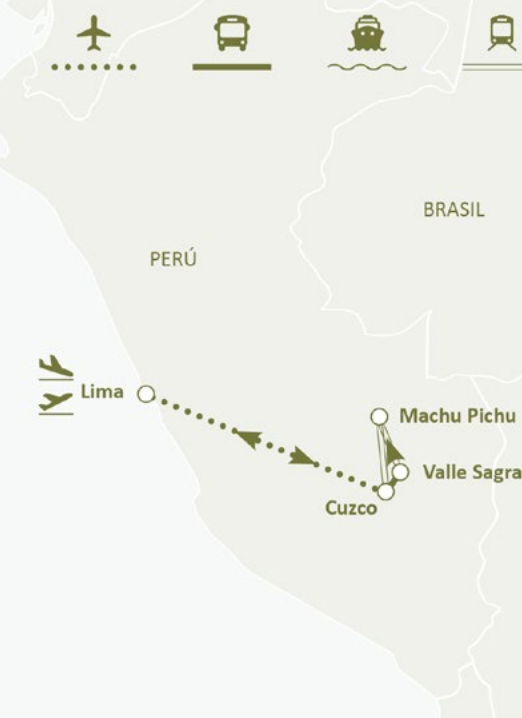 BRASIL
PERÚ
Lima
Machu Pichu
Valle Sagra
Cuzco